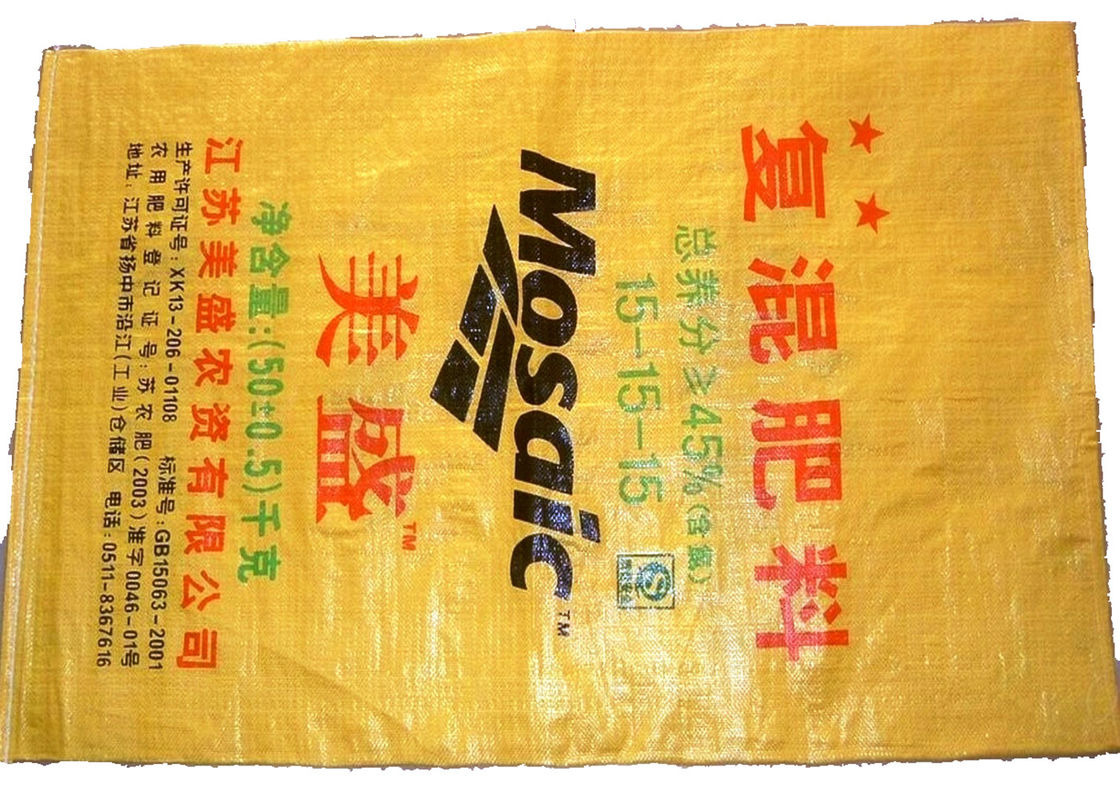 ★★
复混肥料
总养分≥45%(含氯)
15-15-15
Mosaic™
美盛™
净含量:(50±0.5)千克
江苏美盛农资有限公司
生产许可证号:XK13-206-01108 标准号:GB15063-2001
农用肥料登记证号:苏农肥(2003)准字0046-01号
地址:江苏省扬中市沿江(工业)仓储区 电话:0511-8367616